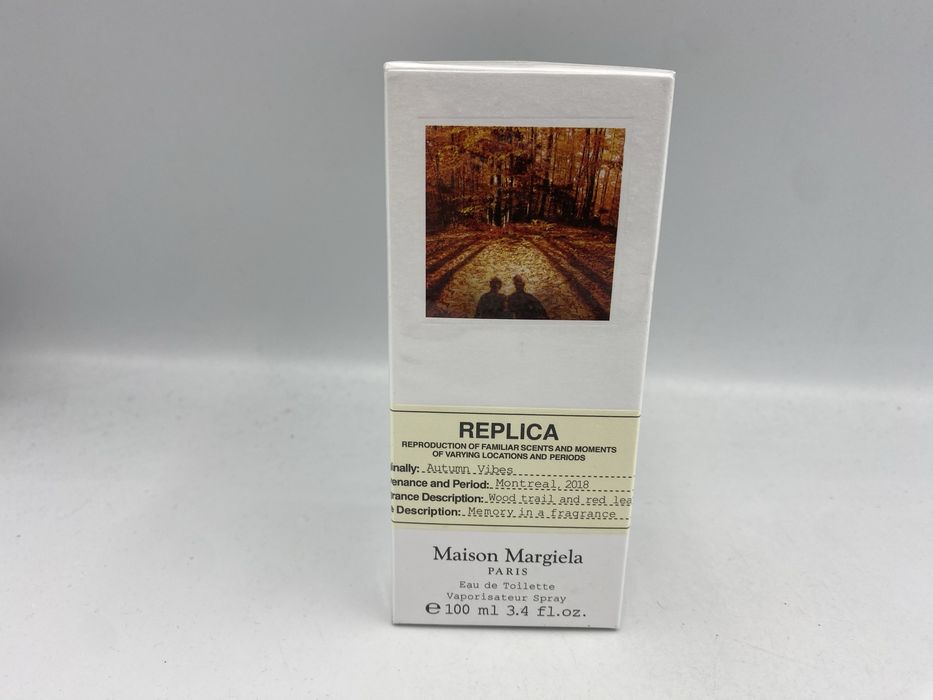 REPLICA
REPRODUCTION OF FAMILIAR SCENTS AND MOMENTS
OF VARYING LOCATIONS AND PERIODS
inally: Autumn Vibes
enance and Period: Montreal, 2018
rance Description: Wood trail and red lea
e Description: Memory in a fragrance
Maison Margiela
PARIS
Eau de Toilette
Vaporisateur Spray
℮ 100 ml 3.4 fl.oz.